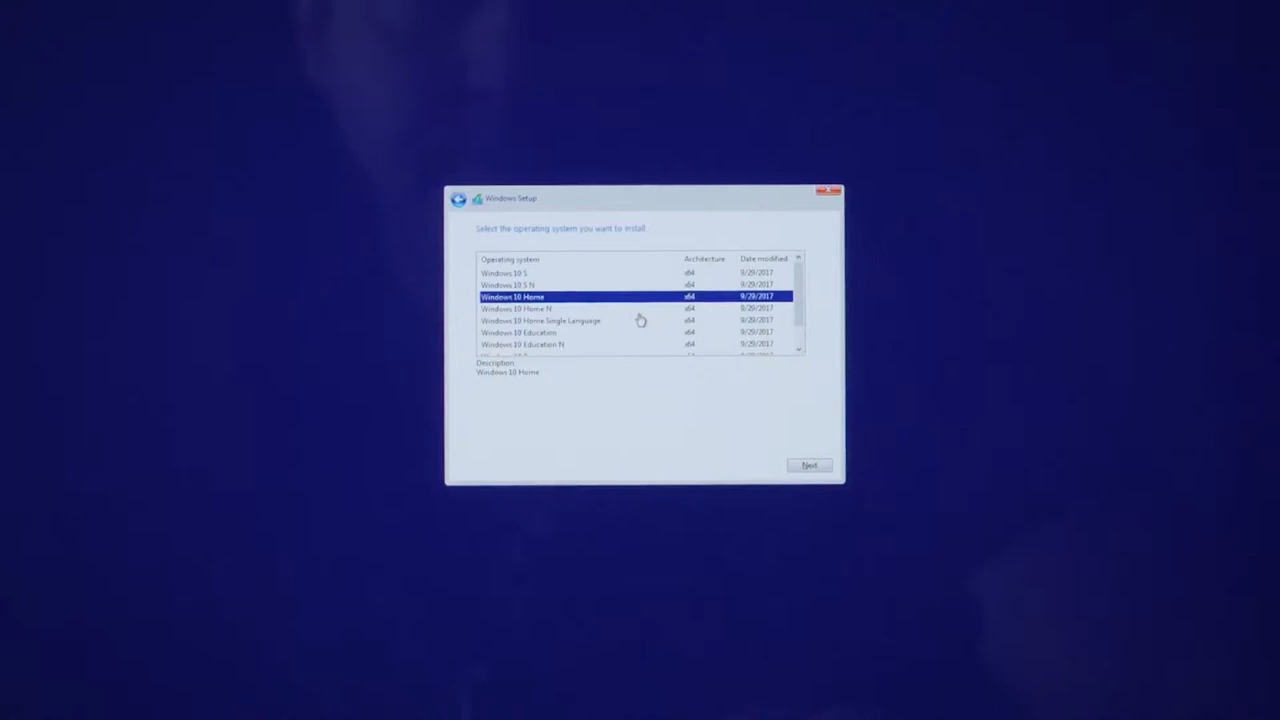 Windows Setup
Select the operating system you want to install
Operating system Architecture Date modified
Windows 10 S x64 9/29/2017
Windows 10 S N x64 9/29/2017
Windows 10 Home x64 9/29/2017
Windows 10 Home N x64 9/29/2017
Windows 10 Home Single Language x64 9/29/2017
Windows 10 Education x64 9/29/2017
Windows 10 Education N x64 9/29/2017
Description:
Windows 10 Home
Next